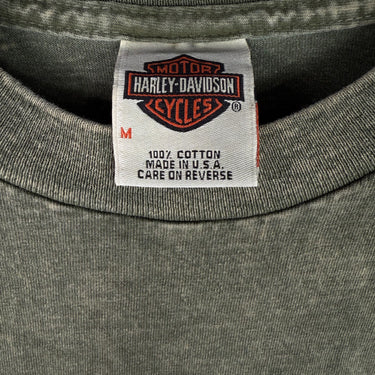 MOTOR
HARLEY-DAVIDSON
CYCLES
®
M
100% COTTON
MADE IN U.S.A.
CARE ON REVERSE